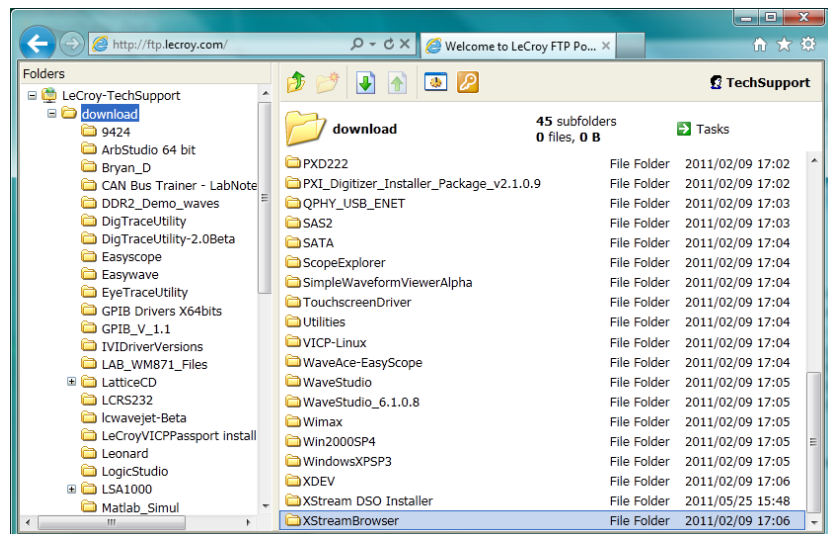 http://ftp.lecroy.com/
Welcome to LeCroy FTP Po...
Folders
LeCroy-TechSupport
download
9424
ArbStudio 64 bit
Bryan_D
CAN Bus Trainer - LabNote
DDR2_Demo_waves
DigTraceUtility
DigTraceUtility-2.0Beta
Easyscope
Easywave
EyeTraceUtility
GPIB Drivers X64bits
GPIB_V_1.1
IVIDriverVersions
LAB_WM871_Files
LatticeCD
LCRS232
lcwavejet-Beta
LeCroyVICPPassport install
Leonard
LogicStudio
LSA1000
Matlab_Simul
TechSupport
download
45 subfolders
0 files, 0 B
Tasks
PXD222 File Folder 2011/02/09 17:02
PXI_Digitizer_Installer_Package_v2.1.0.9 File Folder 2011/02/09 17:02
QPHY_USB_ENET File Folder 2011/02/09 17:03
SAS2 File Folder 2011/02/09 17:03
SATA File Folder 2011/02/09 17:04
ScopeExplorer File Folder 2011/02/09 17:04
SimpleWaveformViewerAlpha File Folder 2011/02/09 17:04
TouchscreenDriver File Folder 2011/02/09 17:04
Utilities File Folder 2011/02/09 17:04
VICP-Linux File Folder 2011/02/09 17:04
WaveAce-EasyScope File Folder 2011/02/09 17:04
WaveStudio File Folder 2011/02/09 17:05
WaveStudio_6.1.0.8 File Folder 2011/02/09 17:05
Wimax File Folder 2011/02/09 17:05
Win2000SP4 File Folder 2011/02/09 17:05
WindowsXPSP3 File Folder 2011/02/09 17:05
XDEV File Folder 2011/02/09 17:06
XStream DSO Installer File Folder 2011/05/25 15:48
XStreamBrowser File Folder 2011/02/09 17:06